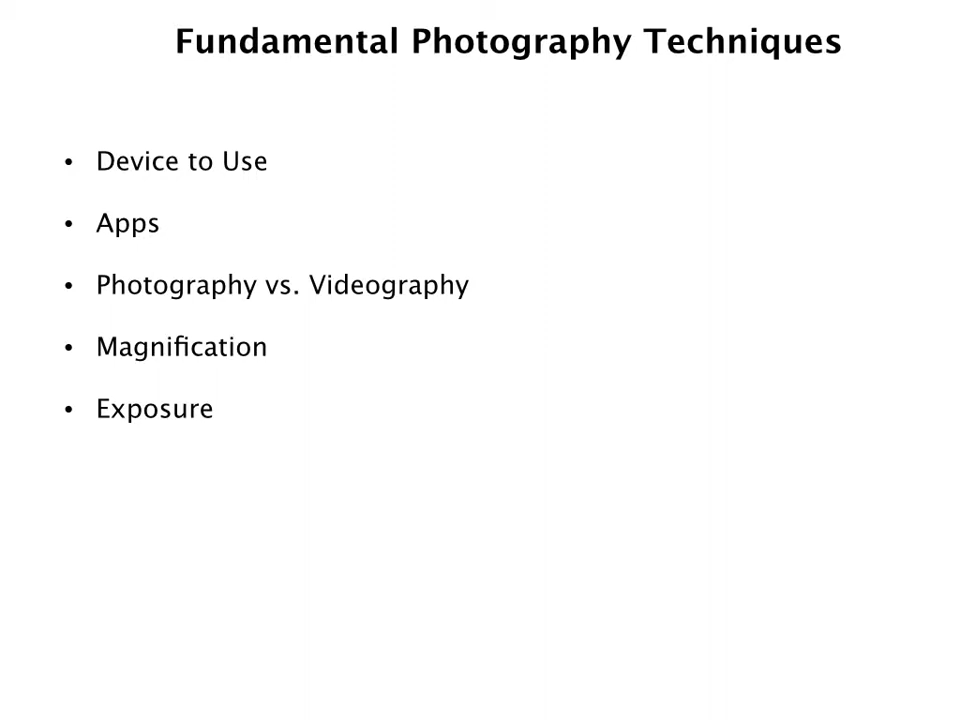 Fundamental Photography Techniques
• Device to Use
• Apps
• Photography vs. Videography
• Magnification
• Exposure